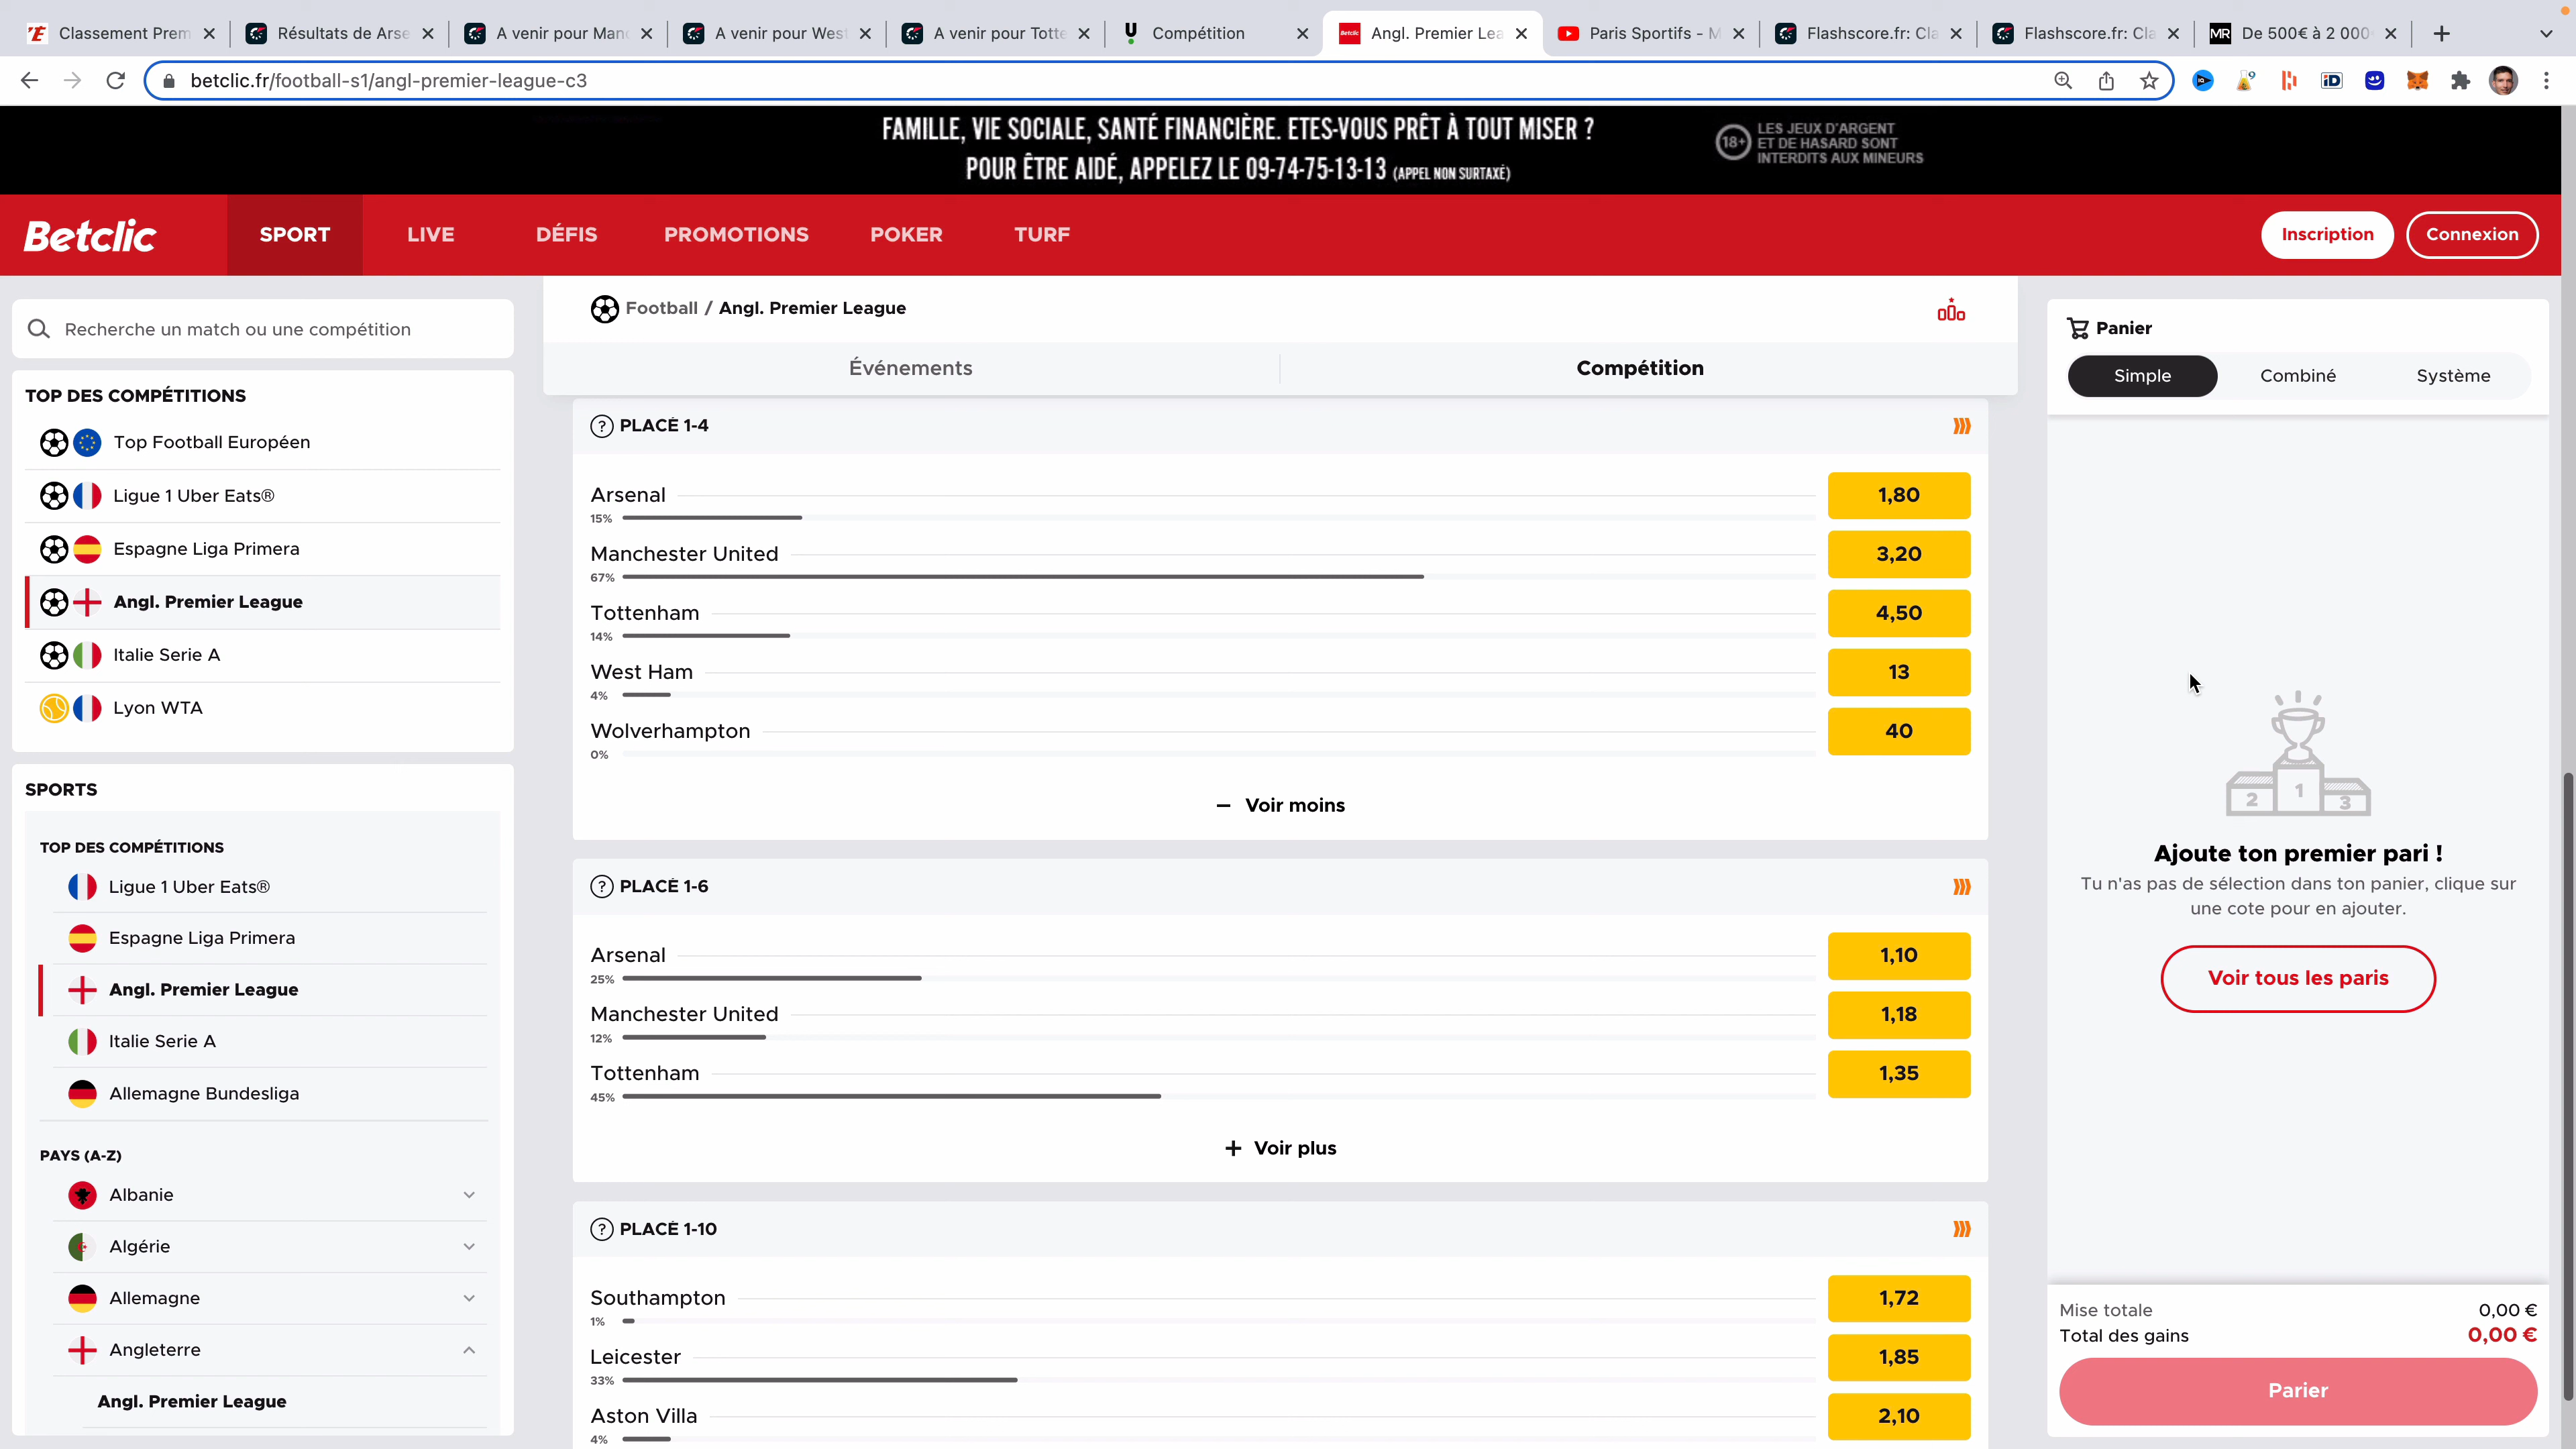 Classement Prem
Résultats de Arse
A venir pour Manc
A venir pour West
A venir pour Totte
Compétition
Angl. Premier Lea
Paris Sportifs - M
Flashscore.fr: Cla
Flashscore.fr: Cla
De 500€ à 2 000
betclic.fr/football-s1/angl-premier-league-c3
FAMILLE, VIE SOCIALE, SANTÉ FINANCIÈRE. ETES-VOUS PRÊT À TOUT MISER ?
POUR ÊTRE AIDÉ, APPELEZ LE 09-74-75-13-13 (APPEL NON SURTAXÉ)
18+
LES JEUX D'ARGENT
ET DE HASARD SONT
INTERDITS AUX MINEURS
Betclic
SPORT
LIVE
DÉFIS
PROMOTIONS
POKER
TURF
Inscription
Connexion
Recherche un match ou une compétition
TOP DES COMPÉTITIONS
Top Football Européen
Ligue 1 Uber Eats®
Espagne Liga Primera
Angl. Premier League
Italie Serie A
Lyon WTA
SPORTS
TOP DES COMPÉTITIONS
Ligue 1 Uber Eats®
Espagne Liga Primera
Angl. Premier League
Italie Serie A
Allemagne Bundesliga
PAYS (A-Z)
Albanie
Algérie
Allemagne
Angleterre
Angl. Premier League
Football / Angl. Premier League
Événements
Compétition
? PLACÉ 1-4
Arsenal
15%
1,80
Manchester United
67%
3,20
Tottenham
14%
4,50
West Ham
4%
13
Wolverhampton
0%
40
− Voir moins
? PLACÉ 1-6
Arsenal
25%
1,10
Manchester United
12%
1,18
Tottenham
45%
1,35
+ Voir plus
? PLACÉ 1-10
Southampton
1%
1,72
Leicester
33%
1,85
Aston Villa
4%
2,10
Panier
Simple
Combiné
Système
2 1 3
Ajoute ton premier pari !
Tu n'as pas de sélection dans ton panier, clique sur
une cote pour en ajouter.
Voir tous les paris
Mise totale 0,00 €
Total des gains 0,00 €
Parier